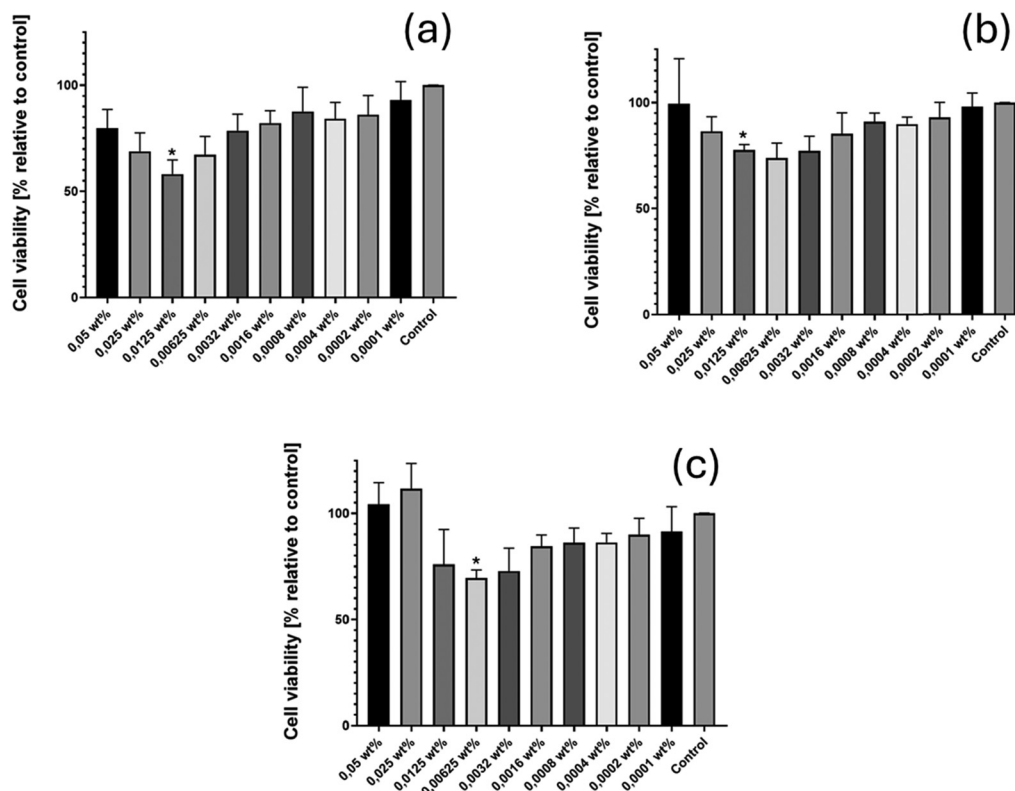 (a)
Cell viability [% relative to control]
100
50
0
*
0,05 wt%
0,025 wt%
0,0125 wt%
0,00625 wt%
0,0032 wt%
0,0016 wt%
0,0008 wt%
0,0004 wt%
0,0002 wt%
0,0001 wt%
Control
(b)
Cell viability [% relative to control]
100
50
0
*
0,05 wt%
0,025 wt%
0,0125 wt%
0,00625 wt%
0,0032 wt%
0,0016 wt%
0,0008 wt%
0,0004 wt%
0,0002 wt%
0,0001 wt%
Control
(c)
Cell viability [% relative to control]
100
50
0
*
0,05 wt%
0,025 wt%
0,0125 wt%
0,00625 wt%
0,0032 wt%
0,0016 wt%
0,0008 wt%
0,0004 wt%
0,0002 wt%
0,0001 wt%
Control